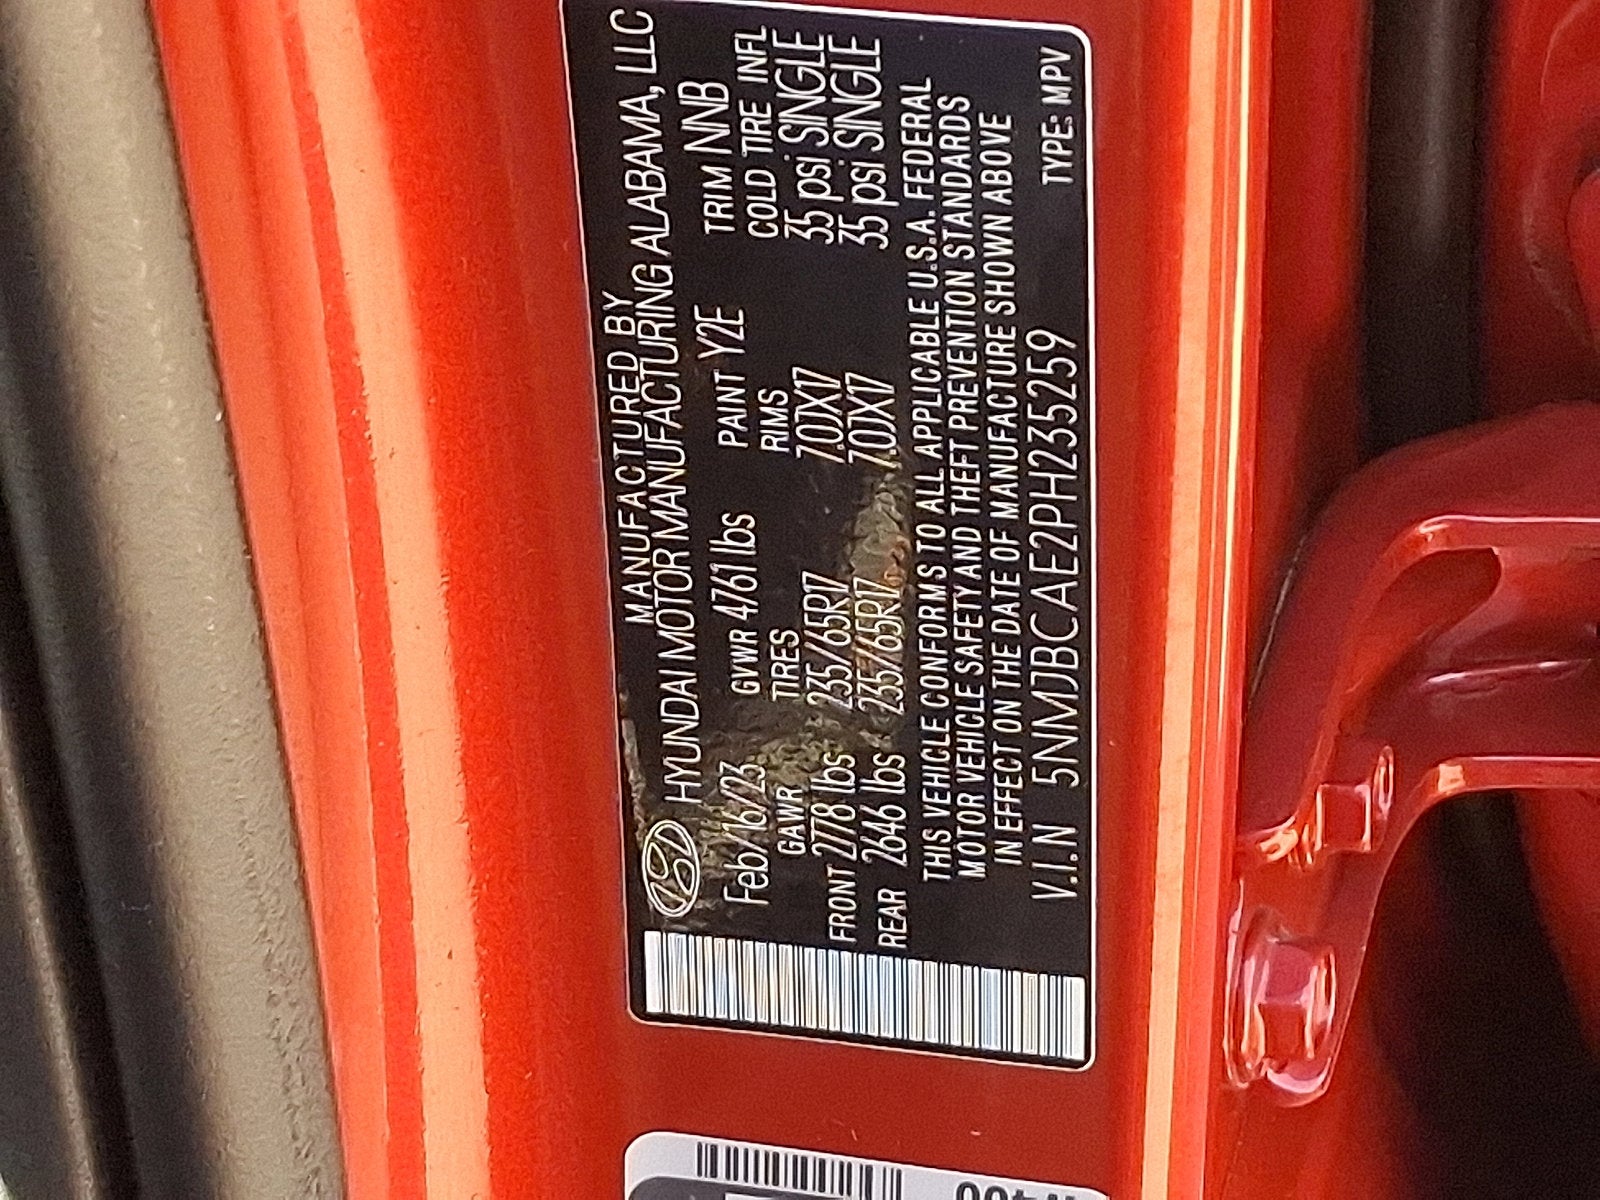 MANUFACTURED BY
HYUNDAI MOTOR MANUFACTURING ALABAMA, LLC
Feb/16/23 GVWR 4761 lbs PAINT Y2E TRIM NNB
GAWR TIRES RIMS COLD TIRE INFL
FRONT 2778 lbs 235/65R17 7.0JX17 35 psi SINGLE
REAR 2646 lbs 235/65R17 7.0JX17 35 psi SINGLE
THIS VEHICLE CONFORMS TO ALL APPLICABLE U.S.A. FEDERAL
MOTOR VEHICLE SAFETY AND THEFT PREVENTION STANDARDS
IN EFFECT ON THE DATE OF MANUFACTURE SHOWN ABOVE
V.I.N 5NMJBCAE2PH235259 TYPE: MPV